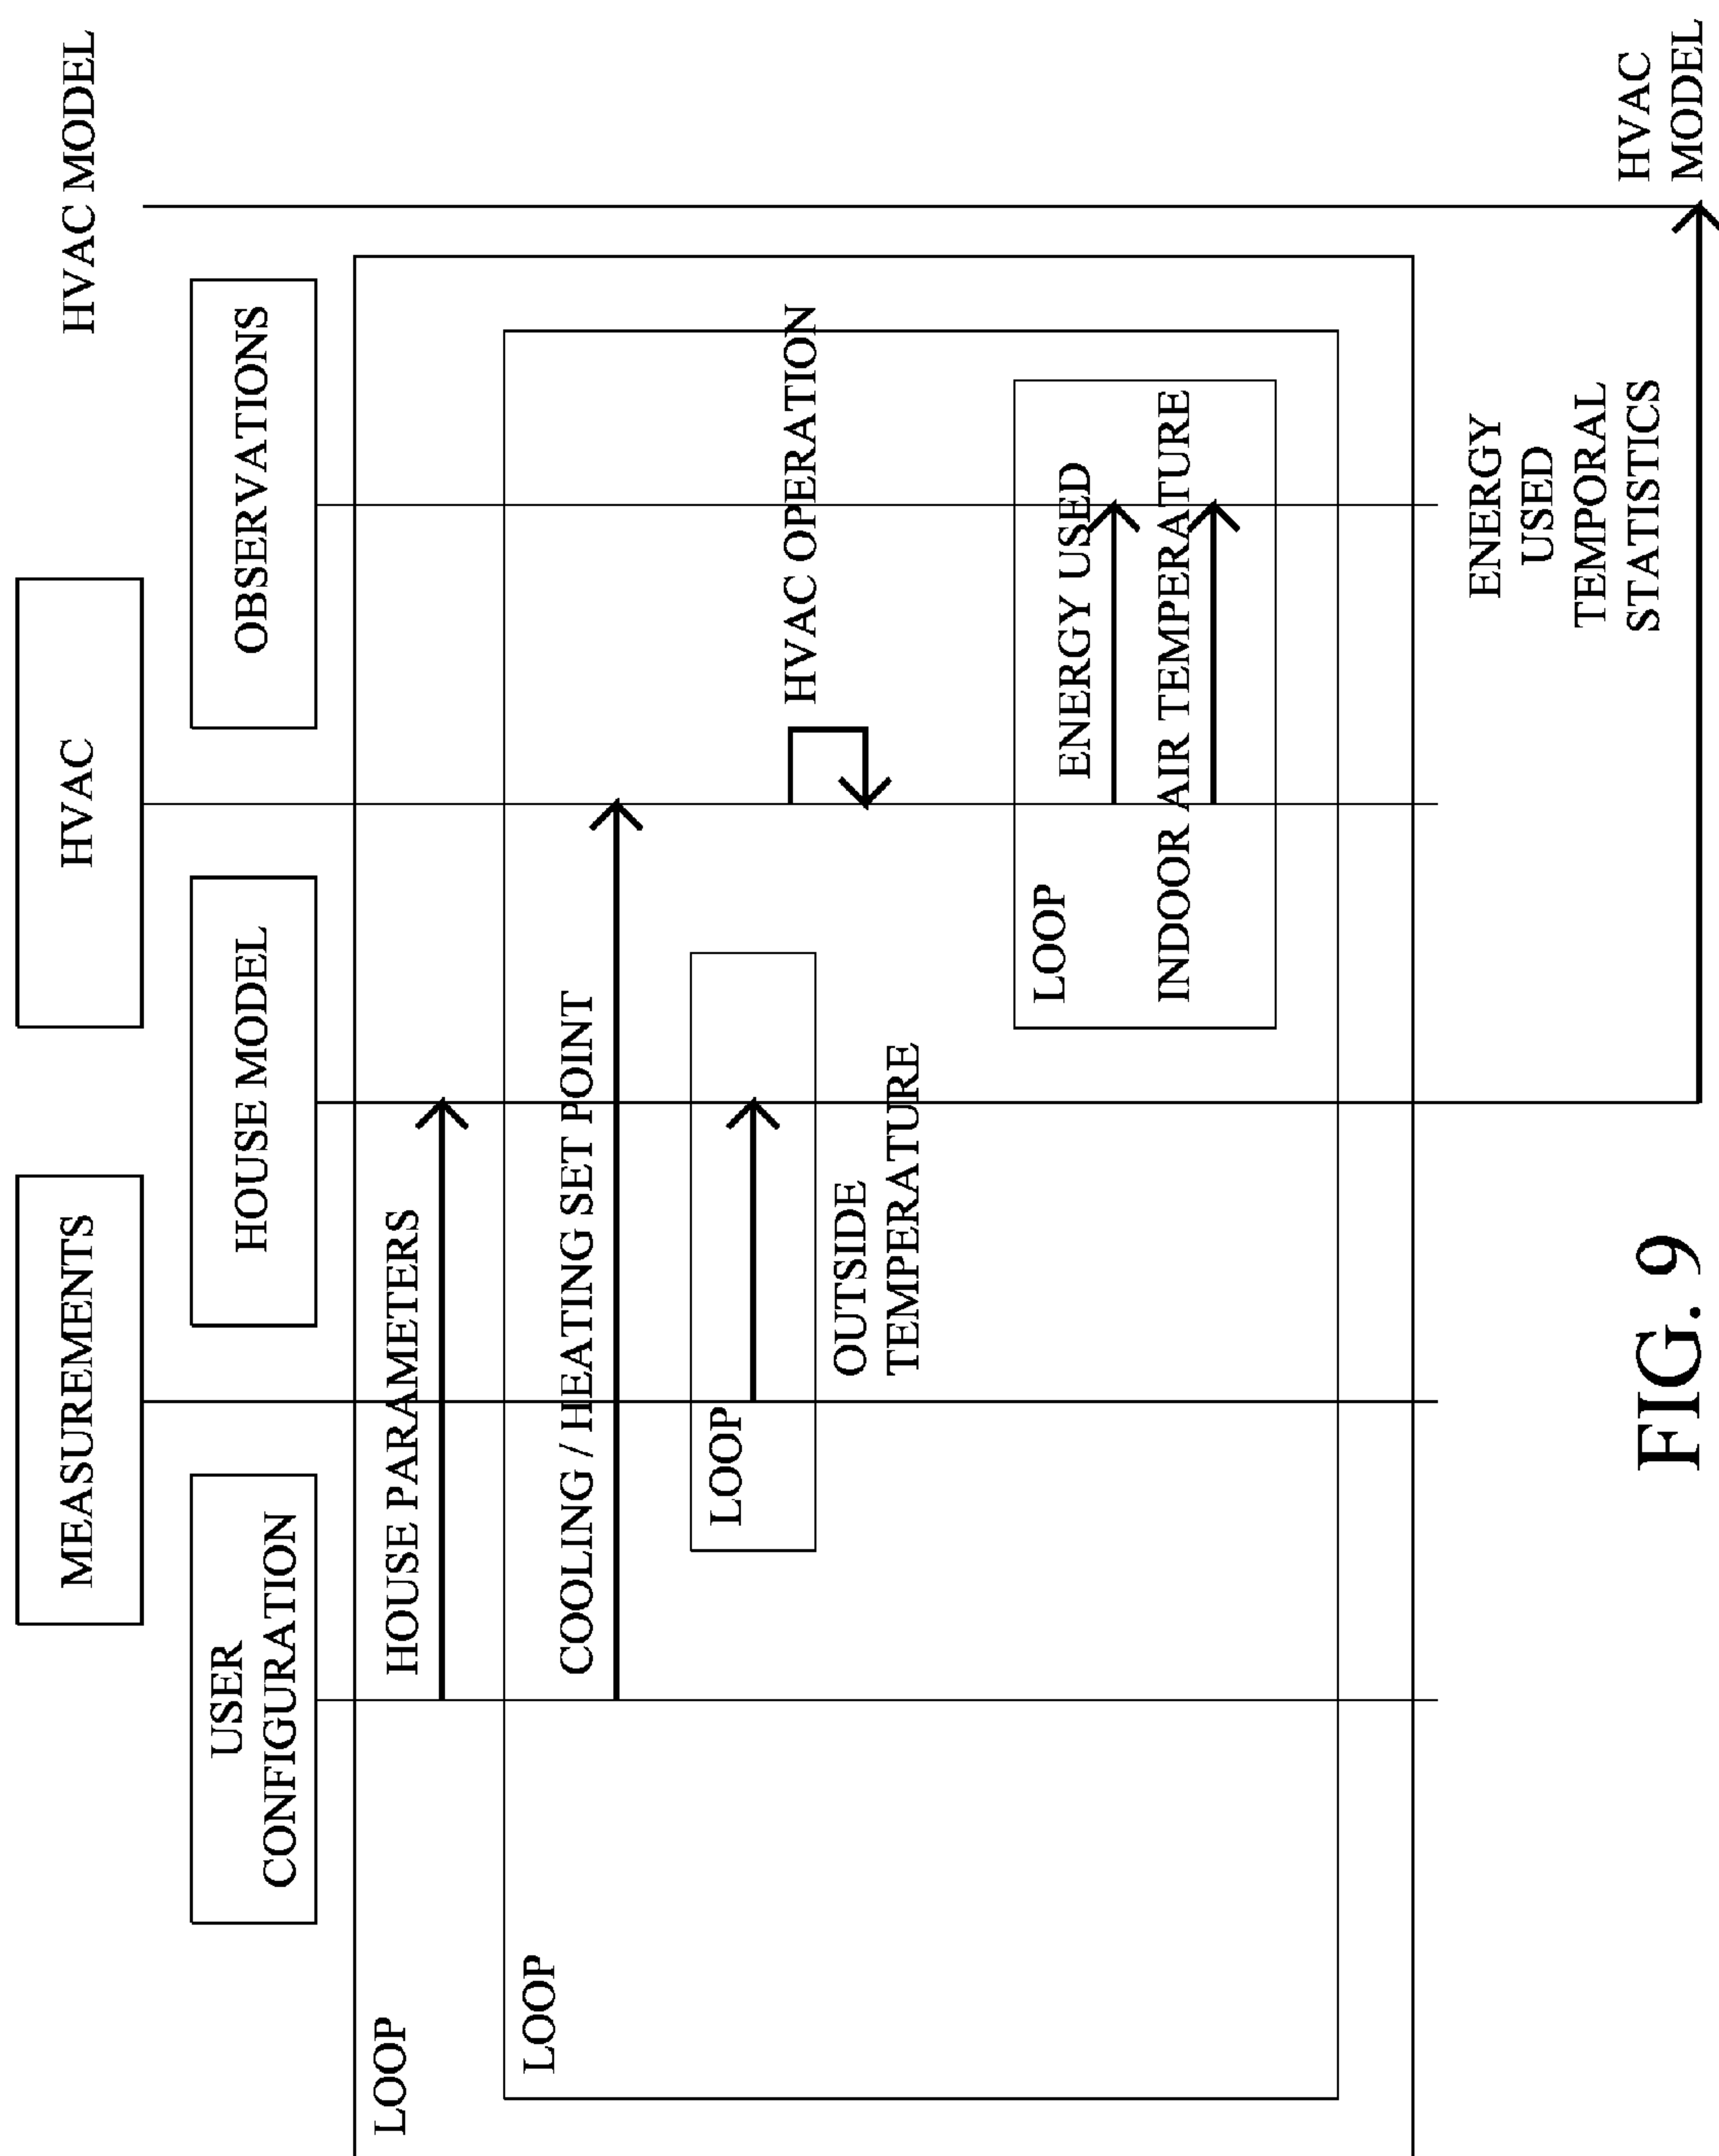 MEASUREMENTS
HVAC
HVAC MODEL
USER
CONFIGURATION
HOUSE MODEL
OBSERVATIONS
LOOP
HOUSE PARAMETERS
LOOP
COOLING / HEATING SET POINT
LOOP
HVAC OPERATION
OUTSIDE
TEMPERATURE
LOOP
ENERGY USED
INDOOR AIR TEMPERATURE
ENERGY
USED
TEMPORAL
STATISTICS
HVAC
MODEL
FIG. 9